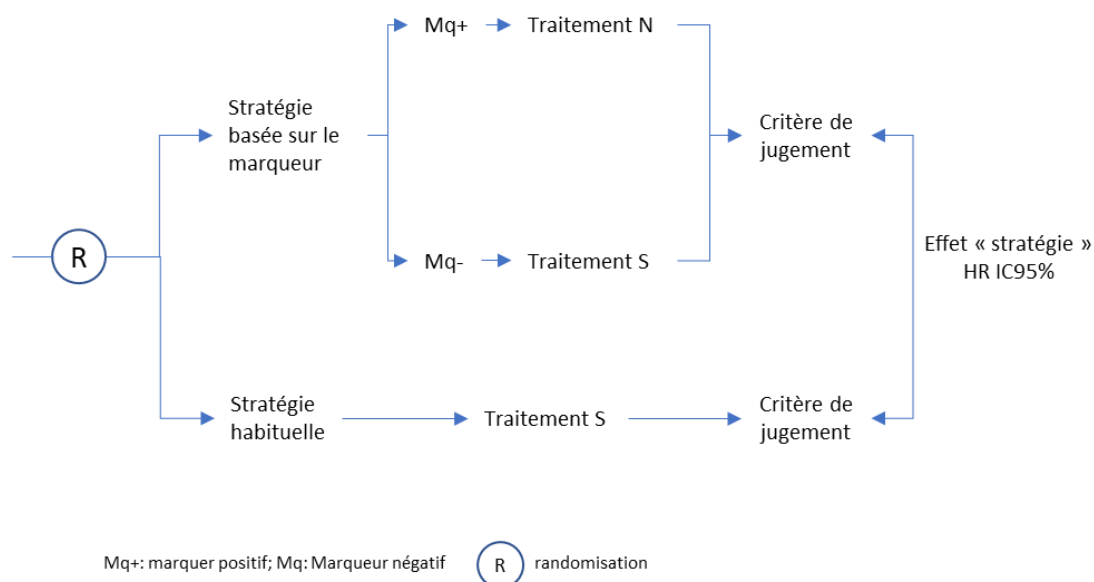 Mq+
Traitement N
Stratégie
basée sur le
marqueur
Critère de
jugement
R
Mq-
Traitement S
Effet « stratégie »
HR IC95%
Stratégie
habituelle
Traitement S
Critère de
jugement
Mq+: marquer positif; Mq: Marqueur négatif
R
randomisation